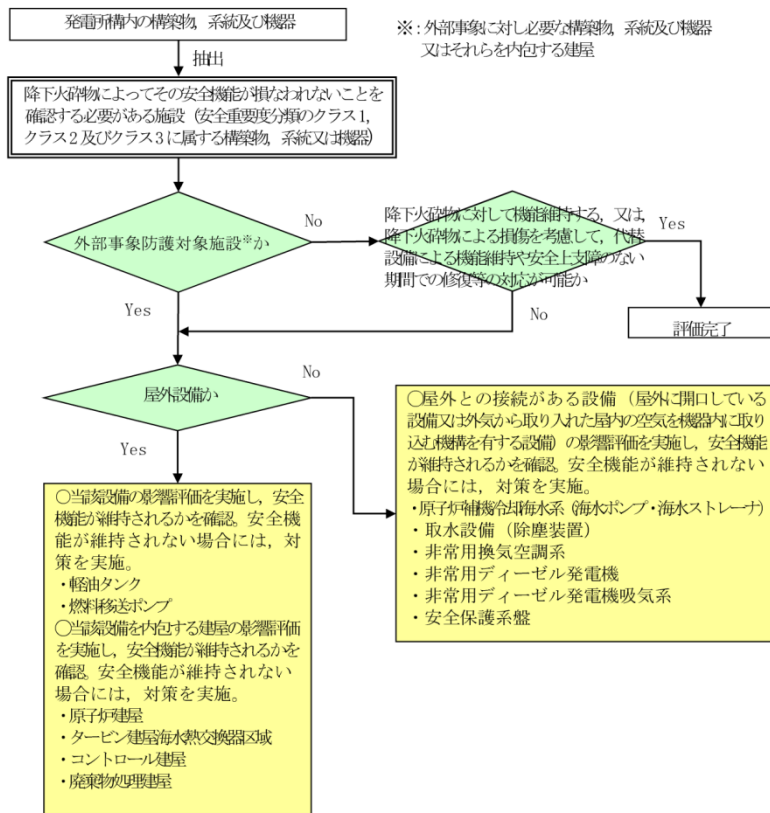 発電所構内の構築物，系統及び機器
※：外部事象に対し必要な構築物，系統及び機器
又はそれらを内包する建屋
抽出
降下火砕物によってその安全機能が損なわれないことを
確認する必要がある施設（安全重要度分類のクラス1，
クラス2及びクラス3に属する構築物，系統又は機器）
外部事象防護対象施設※か
No
降下火砕物に対して機能維持する，又は，
降下火砕物による損傷を考慮して，代替
設備による機能維持や安全上支障のない
期間での修復等の対応が可能か
Yes
Yes
No
評価完了
屋外設備か
No
Yes
○屋外との接続がある設備（屋外に開口している
設備又は外気から取り入れた屋内の空気を機器内に取り
込む機構を有する設備）の影響評価を実施し，安全機能
が維持されるかを確認。安全機能が維持されない
場合には，対策を実施。
・原子炉補機冷却海水系（海水ポンプ・海水ストレーナ）
・取水設備（除塵装置）
・非常用換気空調系
・非常用ディーゼル発電機
・非常用ディーゼル発電機吸気系
・安全保護系盤
○当該設備の影響評価を実施し，安全
機能が維持されるかを確認。安全機
能が維持されない場合には，対
策を実施。
・軽油タンク
・燃料移送ポンプ
○当該設備を内包する建屋の影響評価
を実施し，安全機能が維持されるかを
確認。安全機能が維持されない
場合には，対策を実施。
・原子炉建屋
・タービン建屋海水熱交換器区域
・コントロール建屋
・廃棄物処理建屋